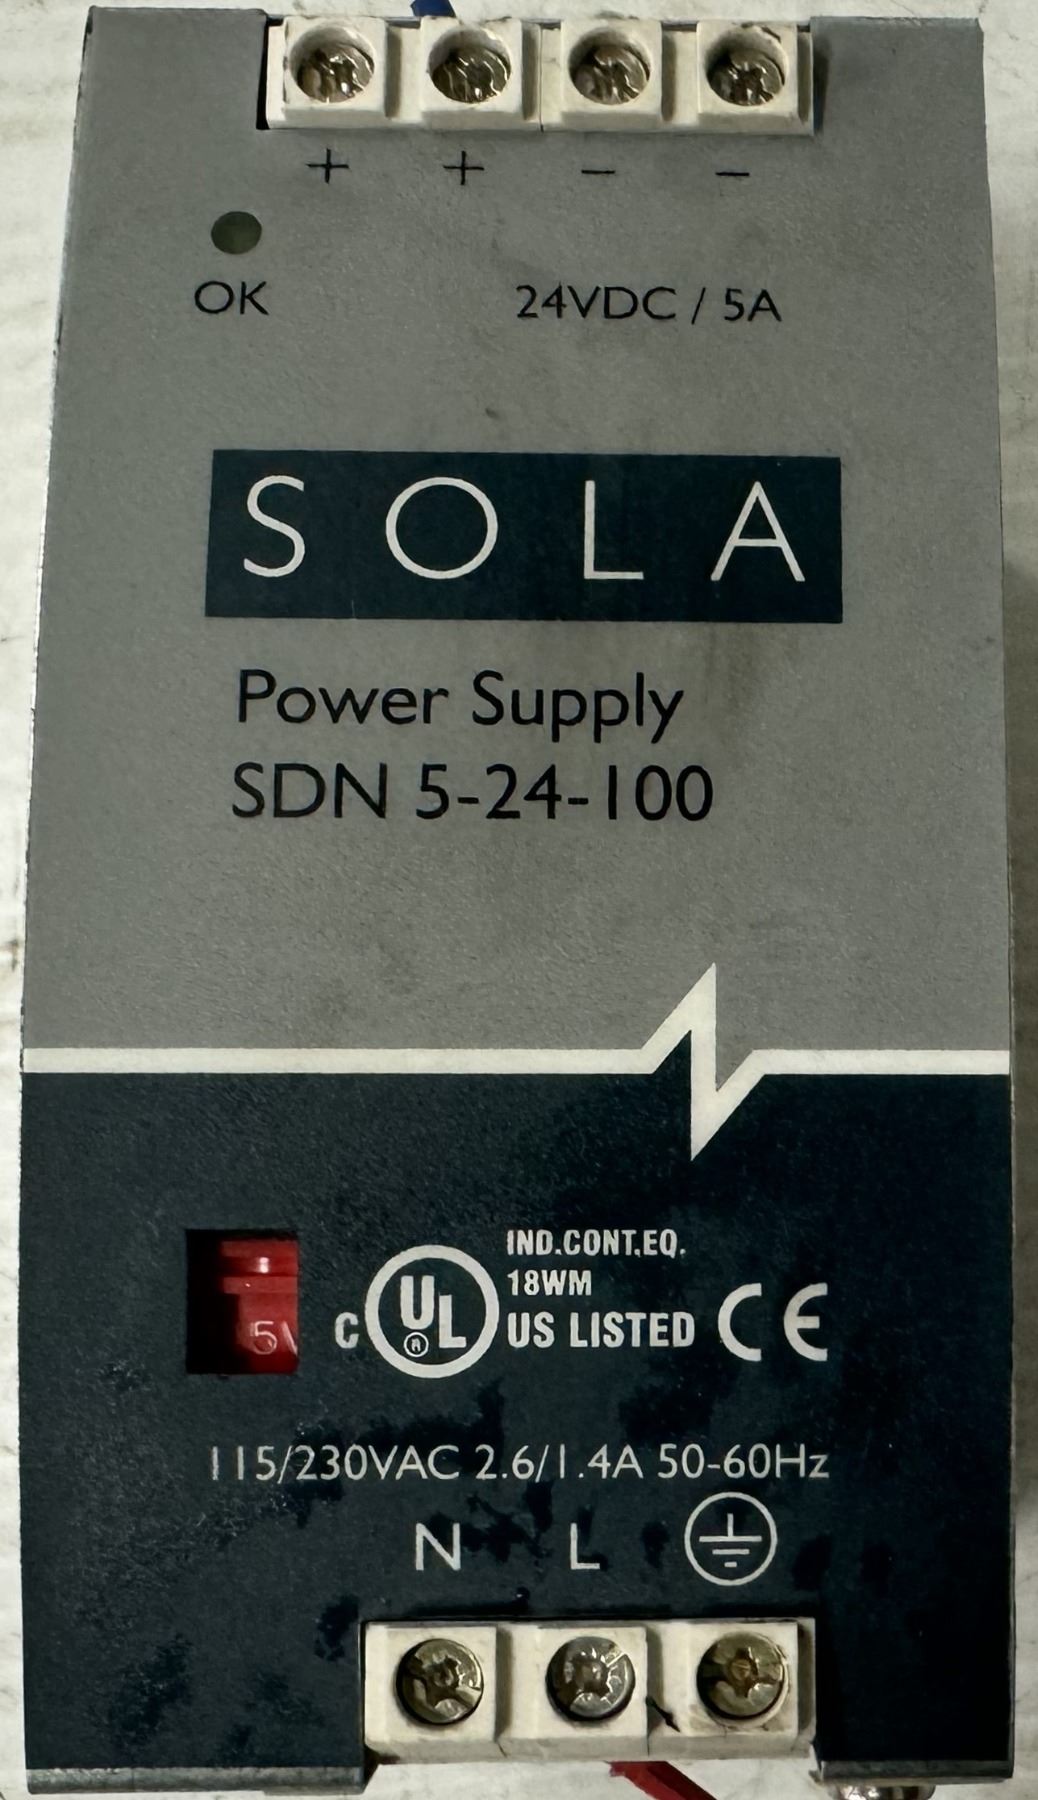 + + − −
OK
24VDC / 5A
SOLA
Power Supply
SDN 5-24-100
IND.CONT.EQ.
18WM
C UL US LISTED CE
®
5V
115/230VAC 2.6/1.4A 50-60Hz
N L